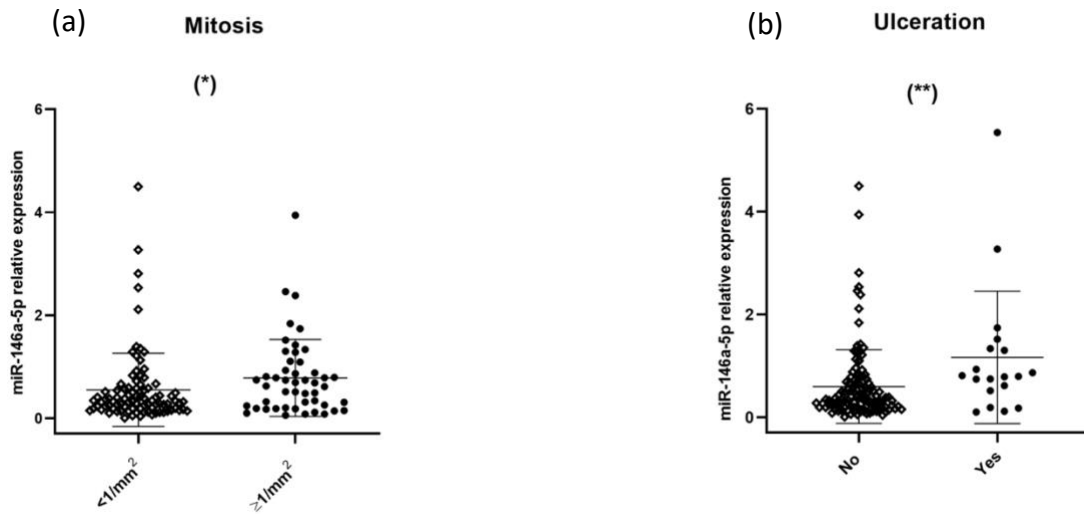 (a)
Mitosis
(*)
miR-146a-5p relative expression
6
4
2
0
<1/mm²
≥1/mm²
(b)
Ulceration
(**)
miR-146a-5p relative expression
6
4
2
0
No
Yes